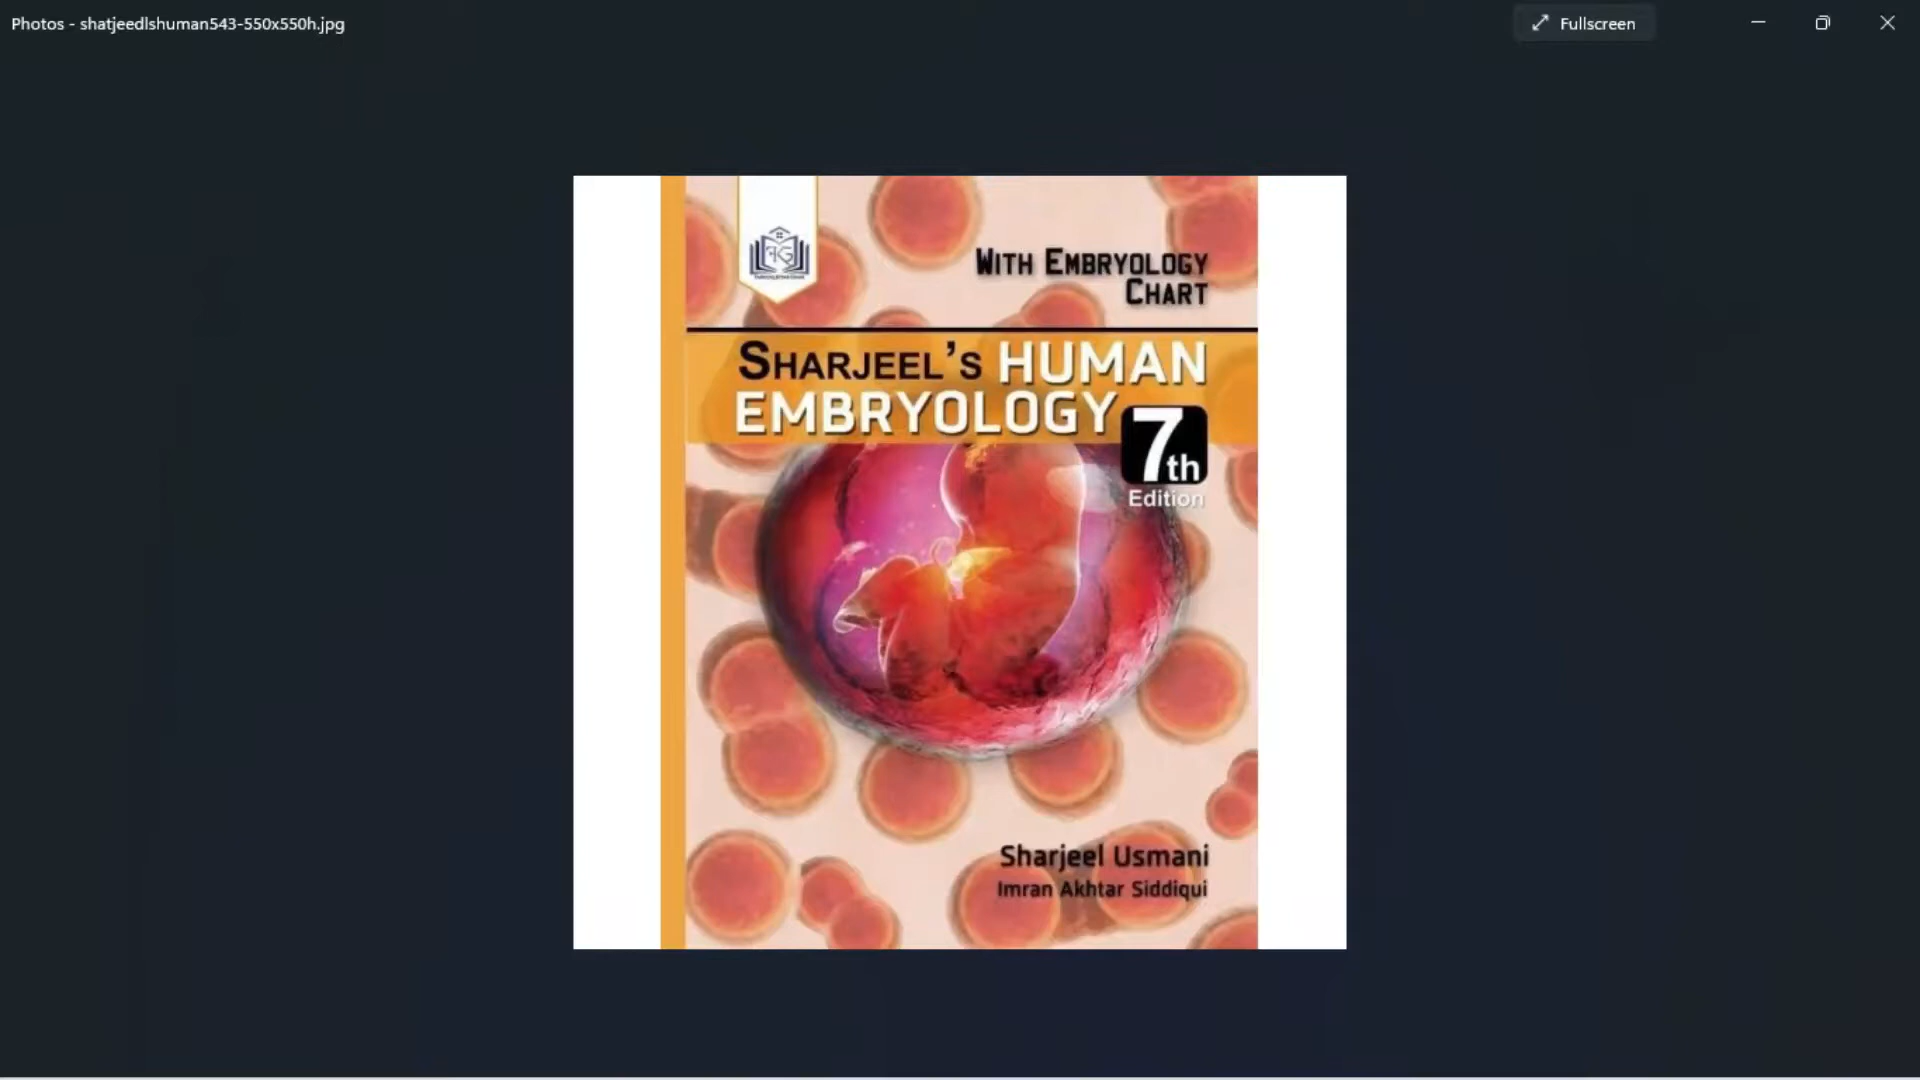 Photos - shatjeedlshuman543-550x550h.jpg
Fullscreen
WITH EMBRYOLOGY
CHART
SHARJEEL'S HUMAN
EMBRYOLOGY
7th
Edition
Sharjeel Usmani
Imran Akhtar Siddiqui